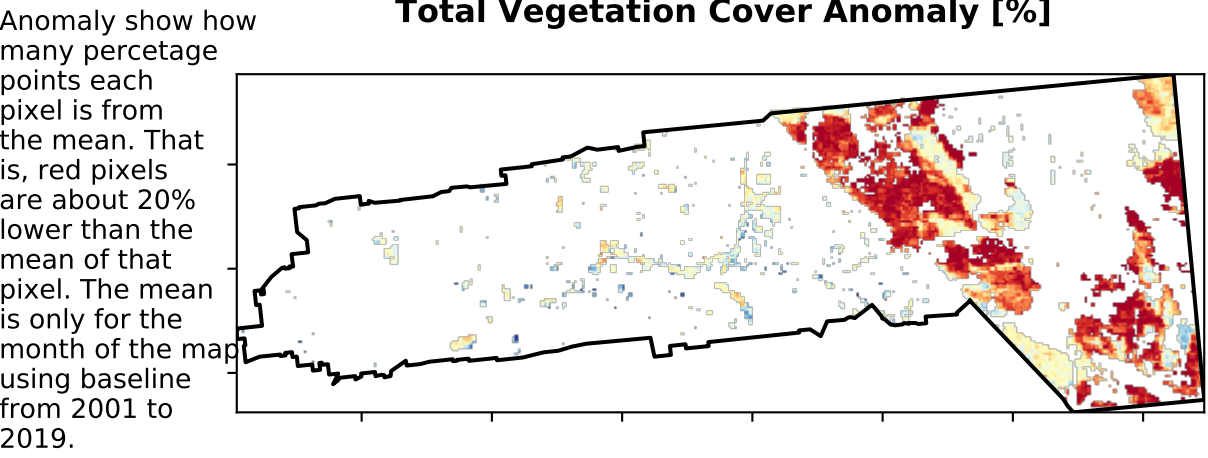 Total Vegetation Cover Anomaly [%]
Anomaly show how
many percetage
points each
pixel is from
the mean. That
is, red pixels
are about 20%
lower than the
mean of that
pixel. The mean
is only for the
month of the map
using baseline
from 2001 to
2019.